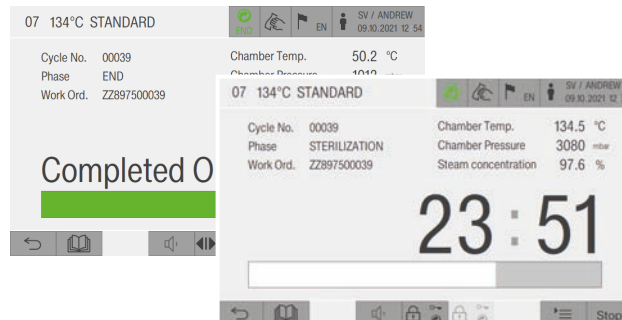 07 134°C STANDARD
END
EN
SV / ANDREW
09.10.2021 12 54
Cycle No. 00039
Phase END
Work Ord. ZZ897500039
Chamber Temp. 50.2 °C
Chamber Pressure 1012
Completed O
07 134°C STANDARD
EN
SV / ANDREW
09.10.2021 12
Cycle No. 00039
Phase STERILIZATION
Work Ord. ZZ897500039
Chamber Temp. 134.5 °C
Chamber Pressure 3080 mbar
Steam concentration 97.6 %
23:51
Stop